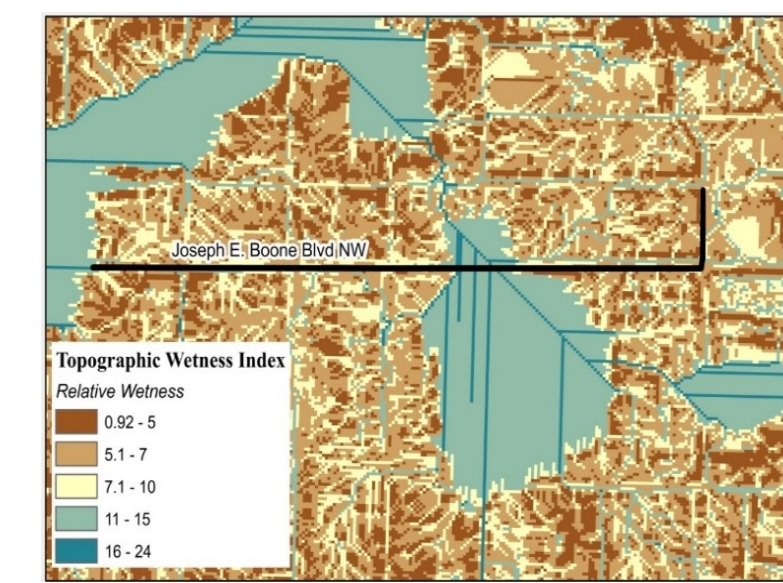 Joseph E. Boone Blvd NW
Topographic Wetness Index
Relative Wetness
0.92 - 5
5.1 - 7
7.1 - 10
11 - 15
16 - 24